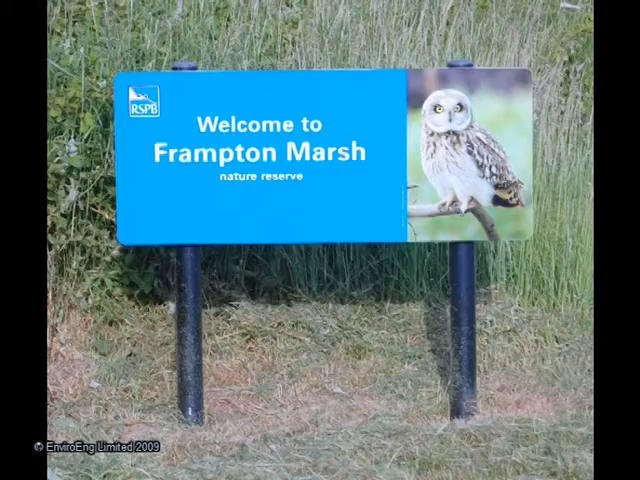 RSPB
Welcome to
Frampton Marsh
nature reserve
© EnviroEng Limited 2009